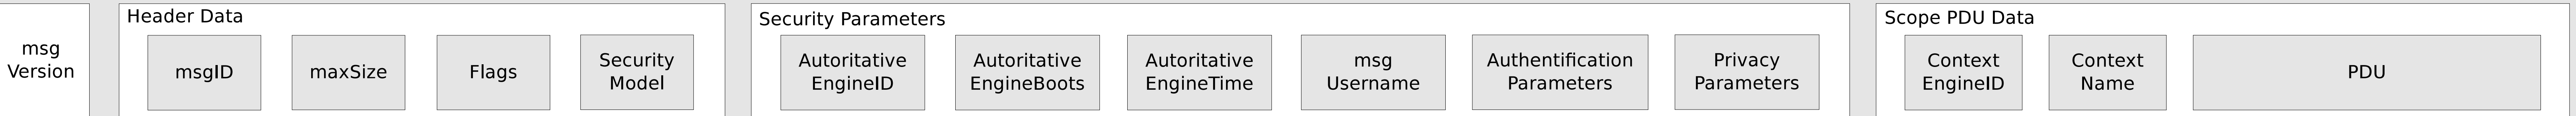 msg
Version
Header Data
msgID
maxSize
Flags
Security
Model
Security Parameters
Autoritative
EngineID
Autoritative
EngineBoots
Autoritative
EngineTime
msg
Username
Authentification
Parameters
Privacy
Parameters
Scope PDU Data
Context
EngineID
Context
Name
PDU